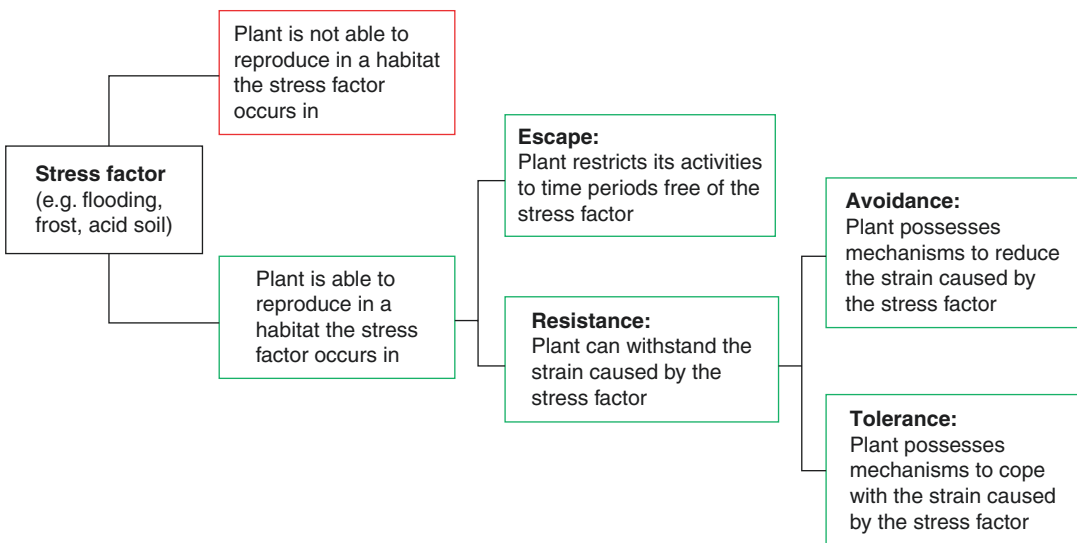 Plant is not able to
reproduce in a habitat
the stress factor
occurs in
Stress factor
(e.g. flooding,
frost, acid soil)
Plant is able to
reproduce in a
habitat the stress
factor occurs in
Escape:
Plant restricts its activities
to time periods free of the
stress factor
Resistance:
Plant can withstand the
strain caused by the
stress factor
Avoidance:
Plant possesses
mechanisms to reduce
the strain caused by
the stress factor
Tolerance:
Plant possesses
mechanisms to cope
with the strain caused
by the stress factor